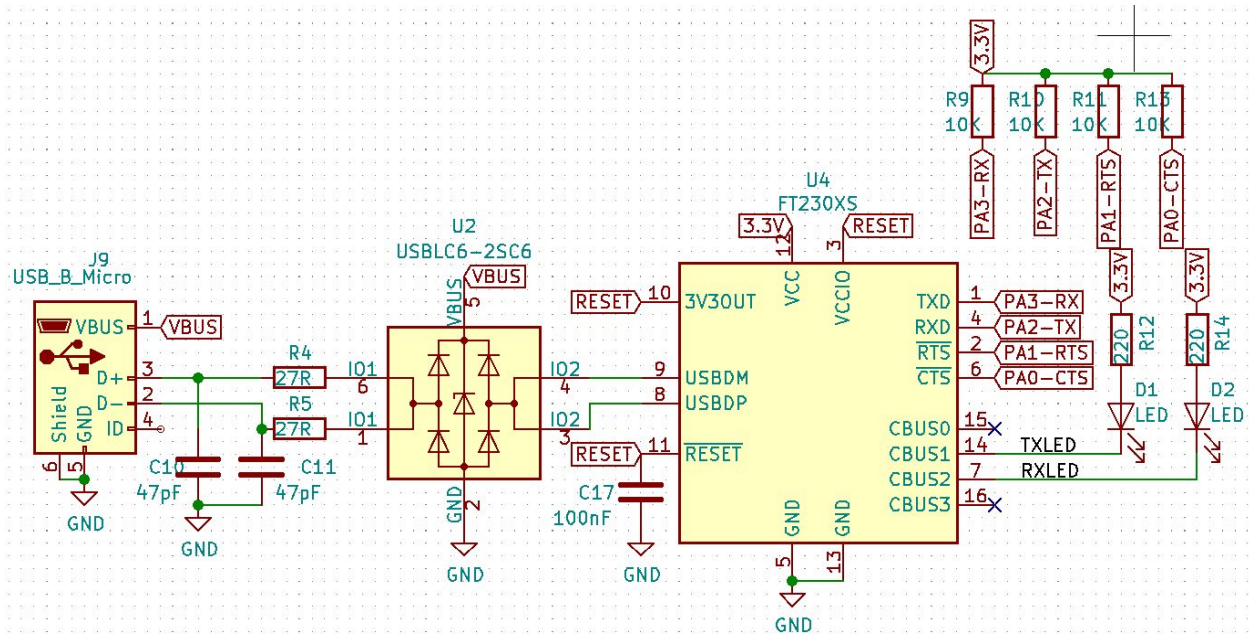 3.3V
R9
10K
R10
10K
R11
10K
R13
10K
PA3-RX
PA2-TX
PA1-RTS
PA0-CTS
U4
FT230XS
3.3V
RESET
12
3
VCC
VCCIO
RESET
10
3V3OUT
USBDM
9
USBDP
8
RESET
11
RESET
C17
100nF
GND
TXD
1
PA3-RX
RXD
4
PA2-TX
RTS
2
PA1-RTS
CTS
6
PA0-CTS
CBUS0
15
CBUS1
14
TXLED
CBUS2
7
RXLED
CBUS3
16
GND
GND
5
13
GND
3.3V
3.3V
220
R12
220
R14
D1
LED
D2
LED
U2
USBLC6-2SC6
VBUS
VBUS
5
IO1
6
IO1
1
IO2
4
IO2
3
GND
2
GND
J9
USB_B_Micro
VBUS
1
VBUS
D+
3
D-
2
ID
4
Shield
GND
6
5
GND
R4
27R
R5
27R
C10
47pF
C11
47pF
GND